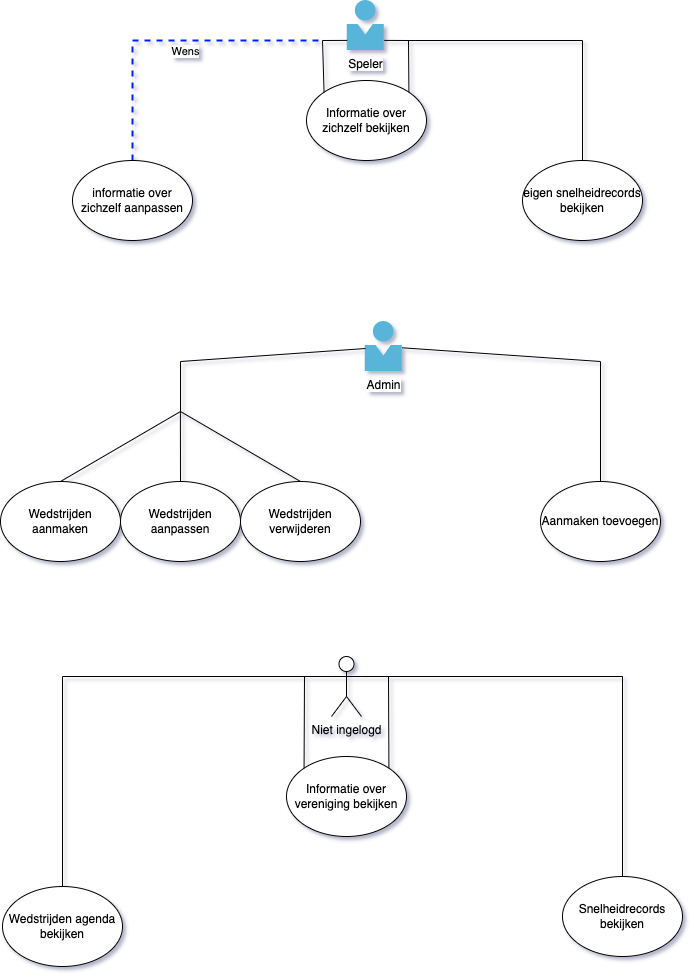 Wens
Speler
Informatie over
zichzelf bekijken
informatie over
zichzelf aanpassen
eigen snelheidrecords
bekijken
Admin
Wedstrijden
aanmaken
Wedstrijden
aanpassen
Wedstrijden
verwijderen
Aanmaken toevoegen
Niet ingelogd
Informatie over
vereniging bekijken
Wedstrijden agenda
bekijken
Snelheidrecords
bekijken